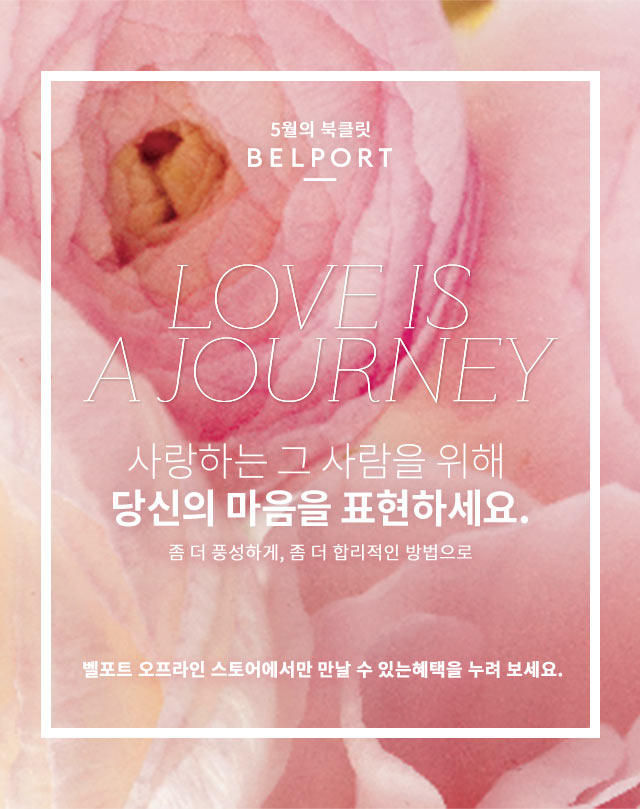 5월의 북클릿
BELPORT
LOVE IS
A JOURNEY
사랑하는 그 사람을 위해
당신의 마음을 표현하세요.
좀 더 풍성하게, 좀 더 합리적인 방법으로
벨포트 오프라인 스토어에서만 만날 수 있는혜택을 누려 보세요.